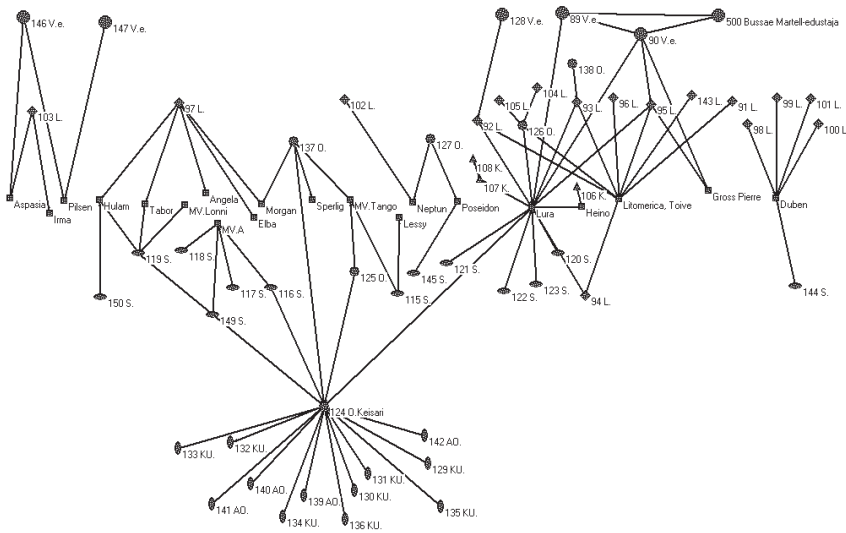 146 V.e.
147 V.e.
128 V.e.
89 V.e.
500 Bussae Martell-edustaja
90 V.e.
138 O.
103 L.
97 L.
102 L.
105 L.
104 L.
93 L.
96 L.
95 L.
143 L.
91 L.
99 L.
101 L.
92 L.
126 O.
98 L.
100 L
137 O.
127 O.
108 K.
107 K.
106 K.
Aspasia
Irma
Pilsen
Hulam
Tabor
MV.Lonni
Angela
MV.A
Elba
Morgan
Sperlig
MV.Tango
Lessy
Neptun
Poseidon
Lura
Heino
Litomerica, Toive
Gross Pierre
Duben
119 S.
118 S.
117 S.
116 S.
125 O.
115 S.
145 S.
121 S.
120 S.
122 S.
123 S.
94 L.
144 S.
150 S.
149 S.
124 O.Keisari
133 KU.
132 KU.
142 AO.
129 KU.
131 KU.
140 AO.
139 AO.
130 KU.
141 AO.
134 KU.
136 KU.
135 KU.